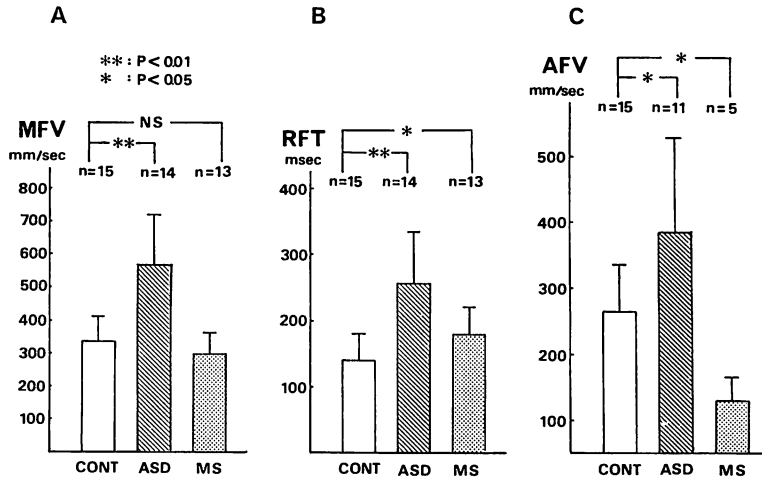 A
** : P < 0.01
* : P < 0.05
MFV
mm/sec
NS
**
n=15 n=14 n=13
800
700
600
500
400
300
200
100
CONT ASD MS
B
RFT
msec
*
**
n=15 n=14 n=13
400
300
200
100
CONT ASD MS
C
AFV
mm/sec
*
*
n=15 n=11 n=5
500
400
300
200
100
CONT ASD MS